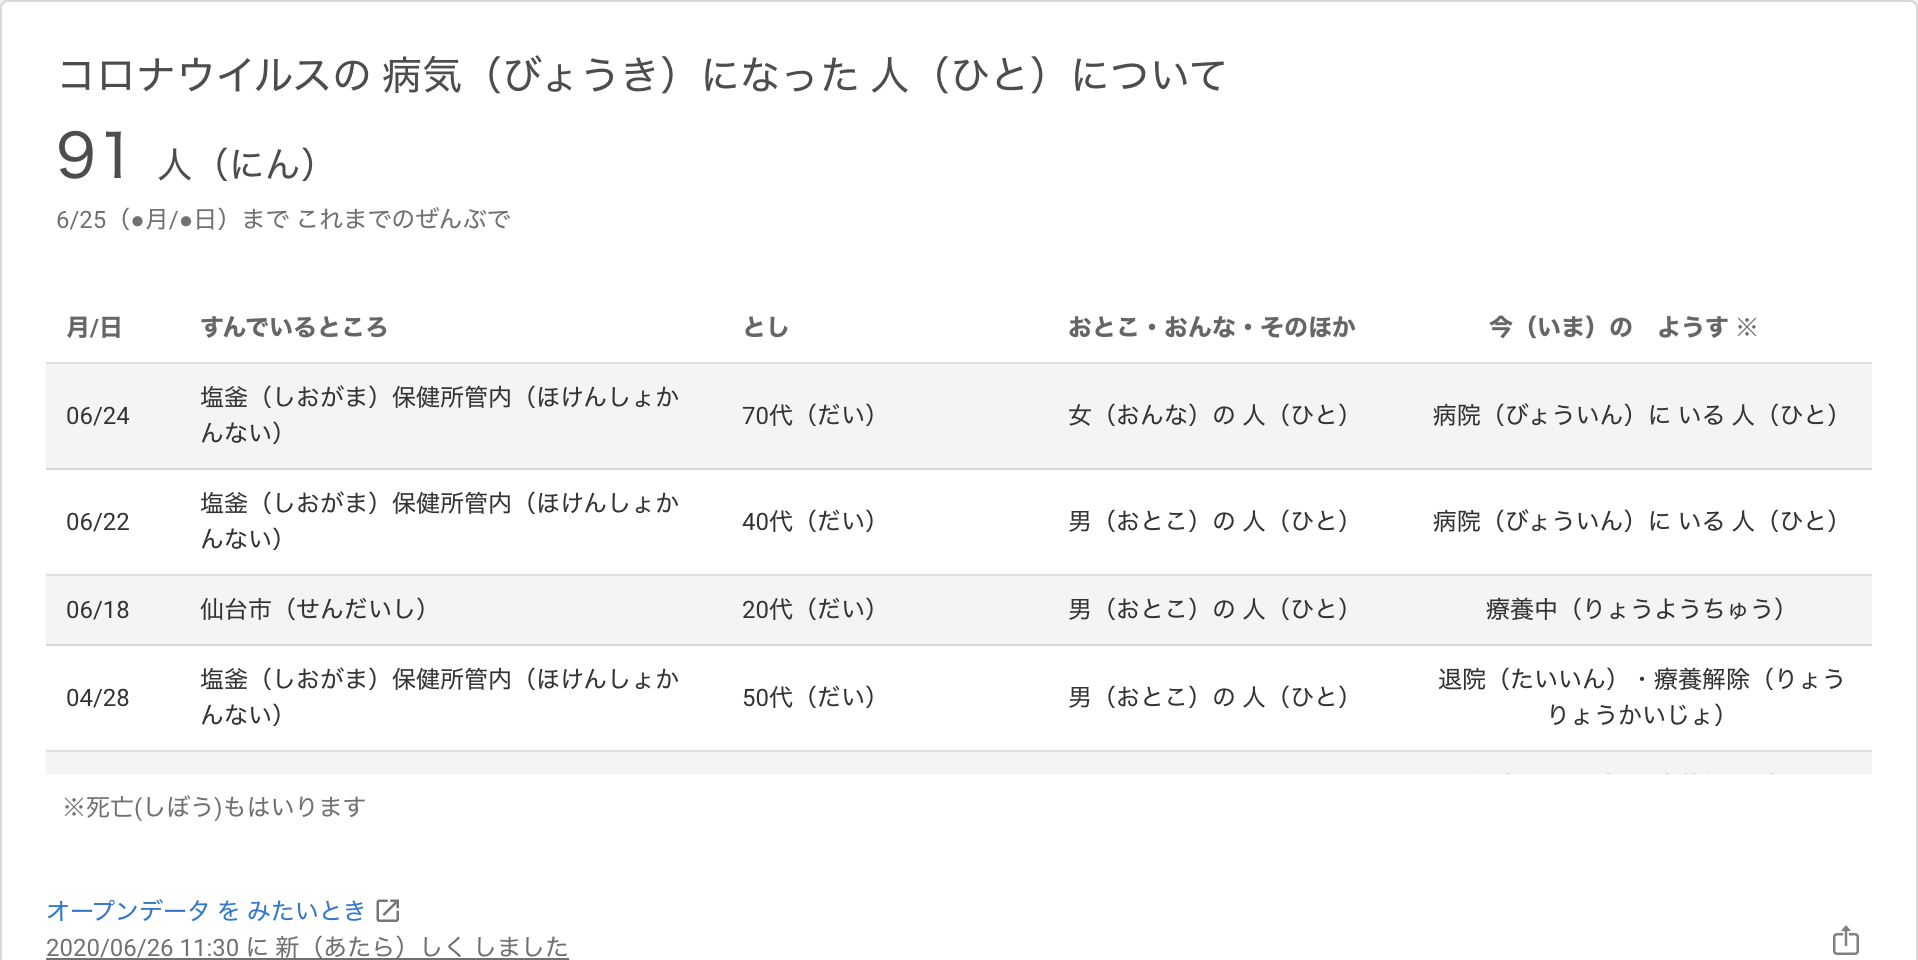 コロナウイルスの 病気（びょうき）になった 人（ひと）について
91 人（にん）
6/25（●月/●日）まで これまでのぜんぶで
月/日 すんでいるところ とし おとこ・おんな・そのほか 今（いま）の　ようす ※
06/24 塩釜（しおがま）保健所管内（ほけんしょか
んない） 70代（だい） 女（おんな）の 人（ひと） 病院（びょういん）に いる 人（ひと）
06/22 塩釜（しおがま）保健所管内（ほけんしょか
んない） 40代（だい） 男（おとこ）の 人（ひと） 病院（びょういん）に いる 人（ひと）
06/18 仙台市（せんだいし） 20代（だい） 男（おとこ）の 人（ひと） 療養中（りょうようちゅう）
04/28 塩釜（しおがま）保健所管内（ほけんしょか
んない） 50代（だい） 男（おとこ）の 人（ひと） 退院（たいいん）・療養解除（りょう
りょうかいじょ）
※死亡(しぼう)もはいります
オープンデータ を みたいとき
2020/06/26 11:30 に 新（あたら）しく しました